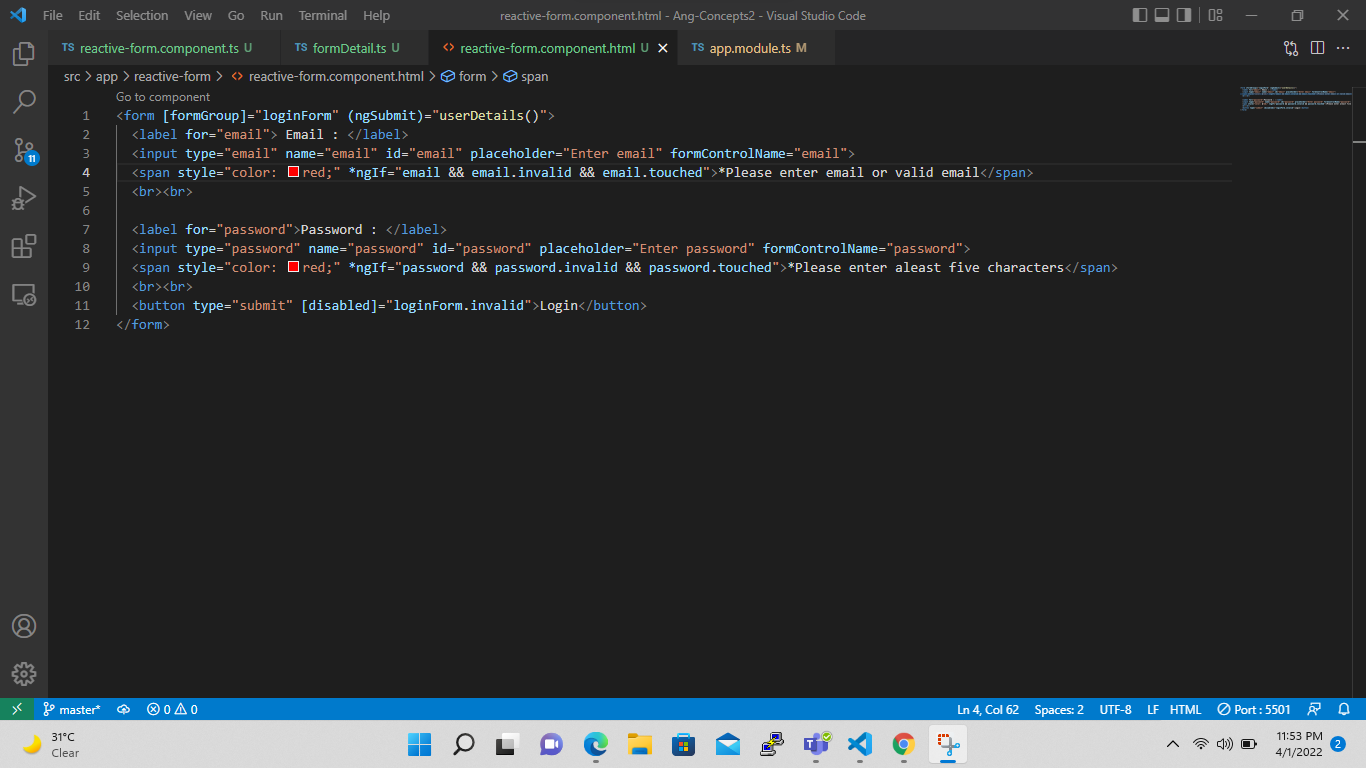 File Edit Selection View Go Run Terminal Help reactive-form.component.html - Ang-Concepts2 - Visual Studio Code
TS reactive-form.component.ts U TS formDetail.ts U <> reactive-form.component.html U TS app.module.ts M
src > app > reactive-form > <> reactive-form.component.html > form > span
Go to component
1 <form [formGroup]="loginForm" (ngSubmit)="userDetails()">
2 <label for="email"> Email : </label>
3 <input type="email" name="email" id="email" placeholder="Enter email" formControlName="email">
4 <span style="color: red;" *ngIf="email && email.invalid && email.touched">*Please enter email or valid email</span>
5 <br><br>
6
7 <label for="password">Password : </label>
8 <input type="password" name="password" id="password" placeholder="Enter password" formControlName="password">
9 <span style="color: red;" *ngIf="password && password.invalid && password.touched">*Please enter aleast five characters</span>
10 <br><br>
11 <button type="submit" [disabled]="loginForm.invalid">Login</button>
12 </form>
11
master* 0 0 Ln 4, Col 62 Spaces: 2 UTF-8 LF HTML Port : 5501
31°C
Clear
11:53 PM
4/1/2022
2